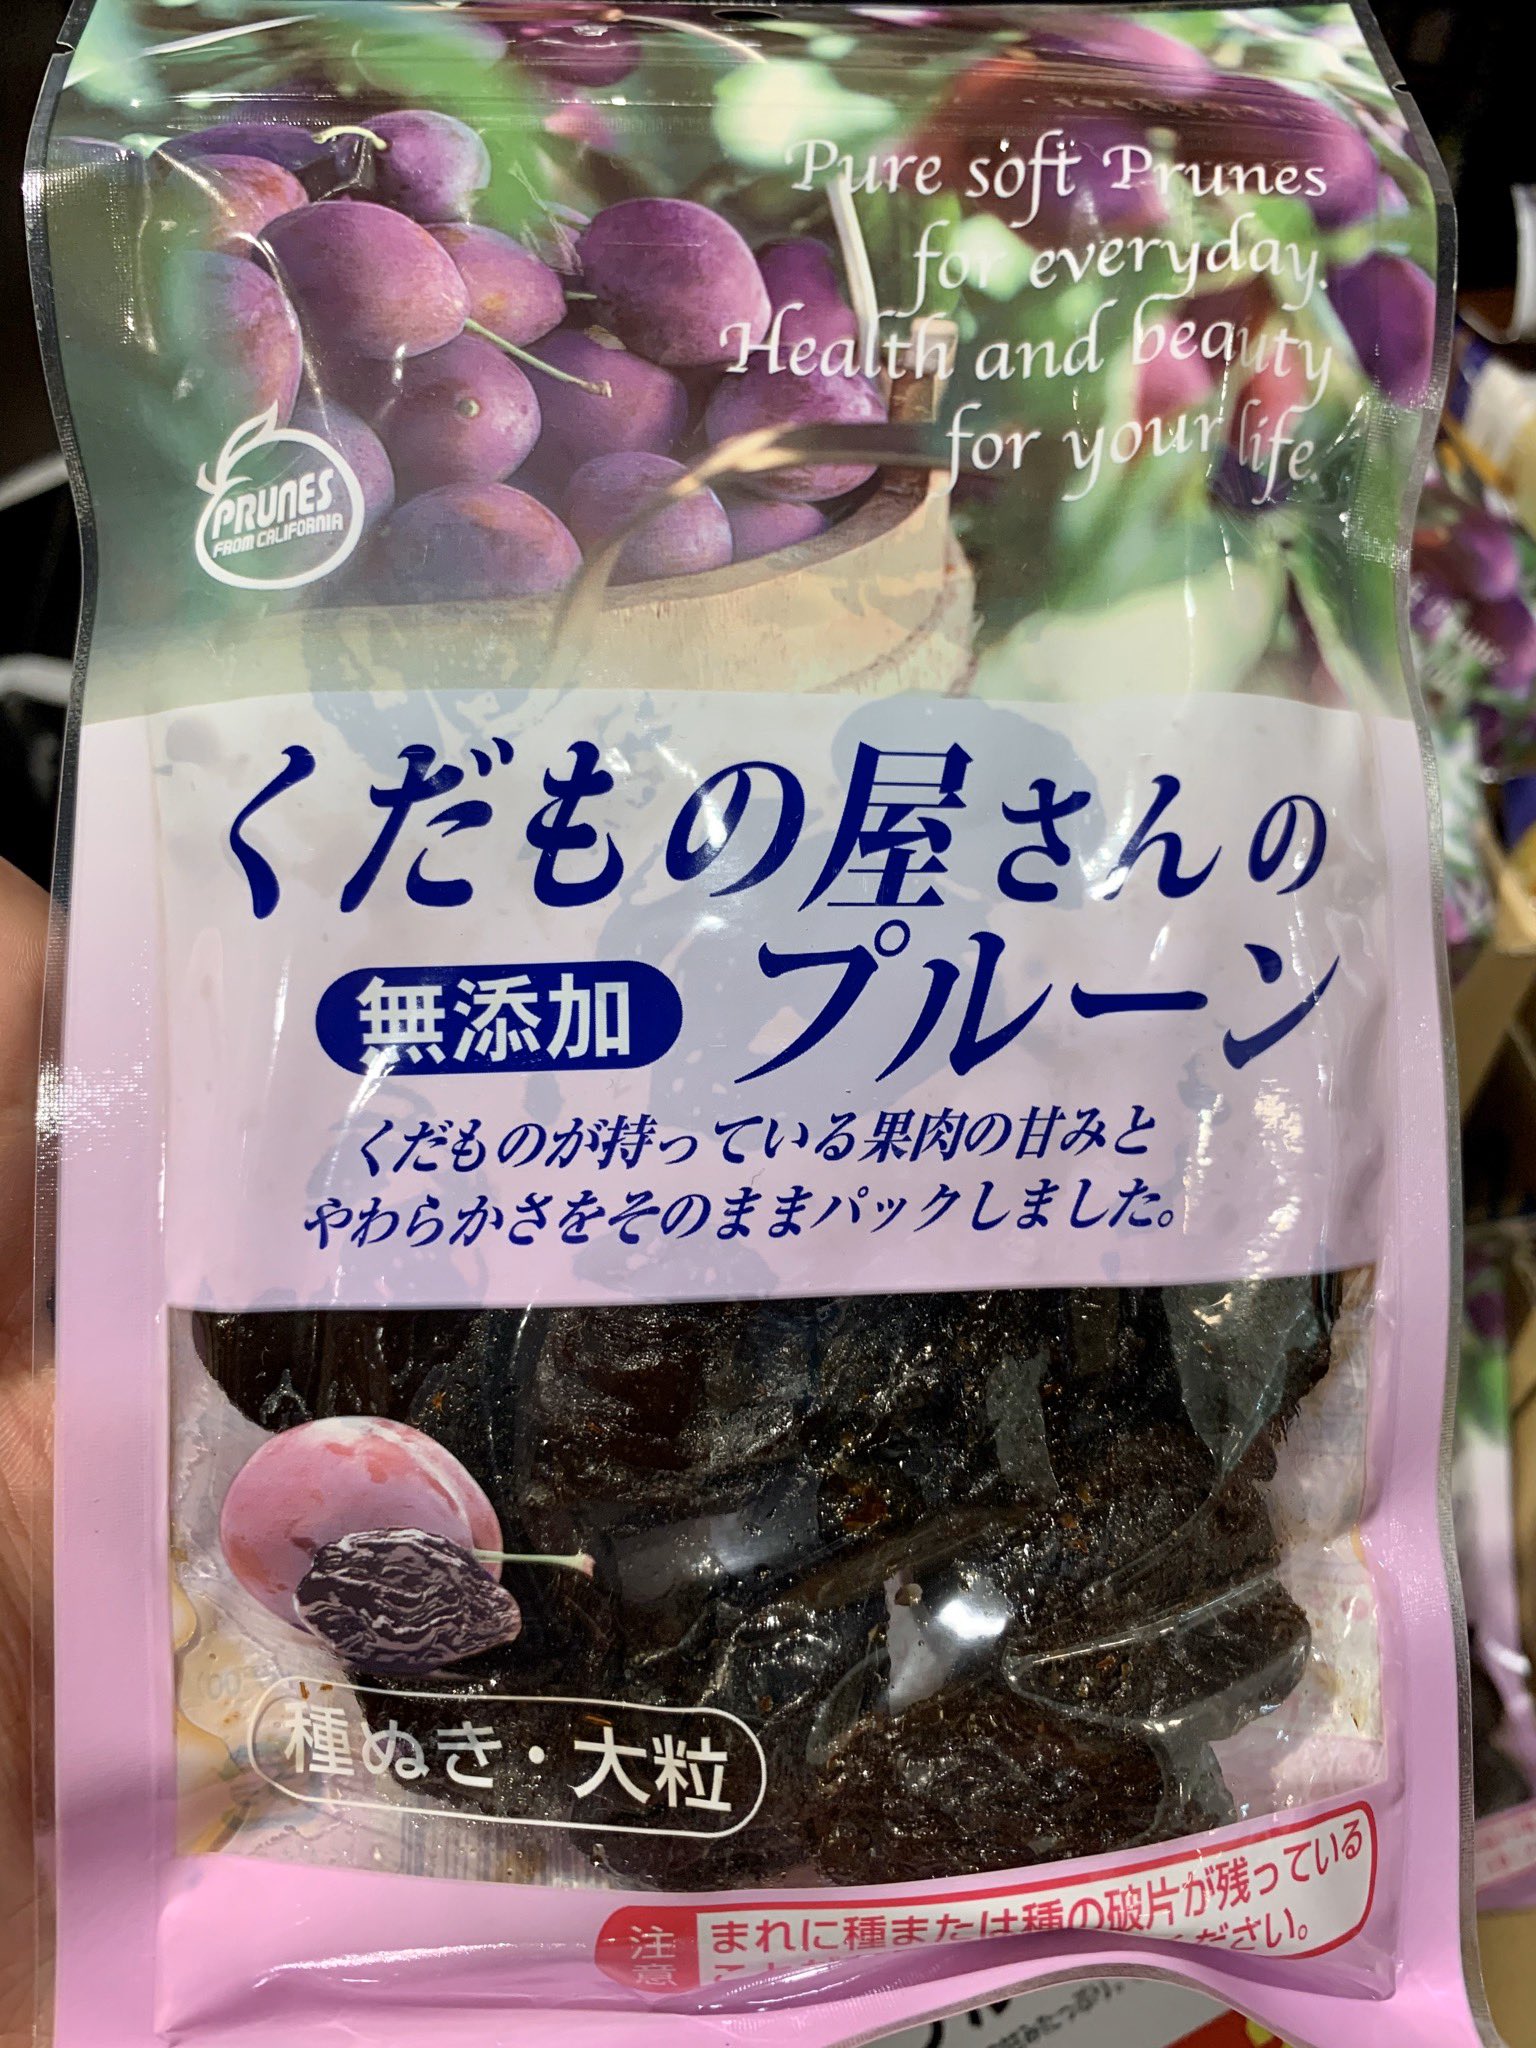 Pure soft Prunes
for everyday.
Health and beauty
for your life.
PRUNES
FROM CALIFORNIA
くだもの屋さんの
無添加 プルーン
くだものが持っている果肉の甘みと
やわらかさをそのままパックしました。
種ぬき・大粒
注意
まれに種または種の破片が残っている
ください。